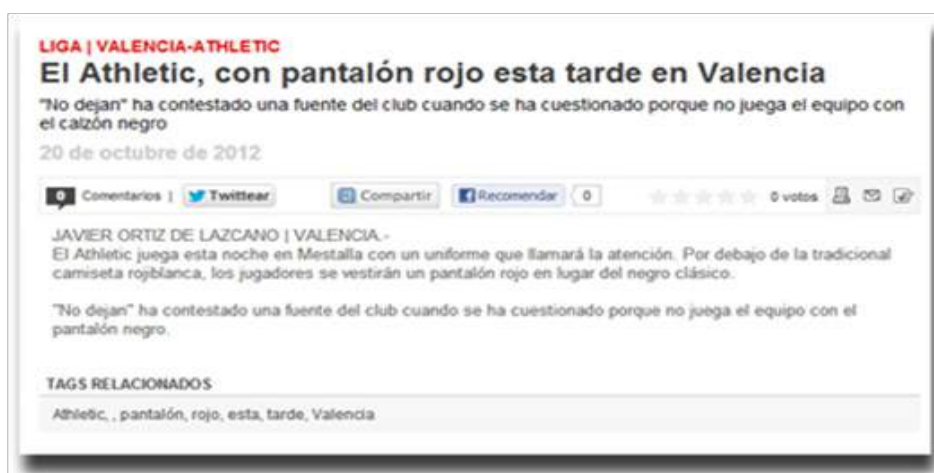 LIGA | VALENCIA-ATHLETIC
El Athletic, con pantalón rojo esta tarde en Valencia
"No dejan" ha contestado una fuente del club cuando se ha cuestionado porque no juega el equipo con
el calzón negro
20 de octubre de 2012
0 Comentarios | Twittear Compartir Recomendar 0 0 votos
JAVIER ORTIZ DE LAZCANO | VALENCIA.-
El Athletic juega esta noche en Mestalla con un uniforme que llamará la atención. Por debajo de la tradicional
camiseta rojiblanca, los jugadores se vestirán un pantalón rojo en lugar del negro clásico.
"No dejan" ha contestado una fuente del club cuando se ha cuestionado porque no juega el equipo con el
pantalón negro.
TAGS RELACIONADOS
Athletic, , pantalón, rojo, esta, tarde, Valencia